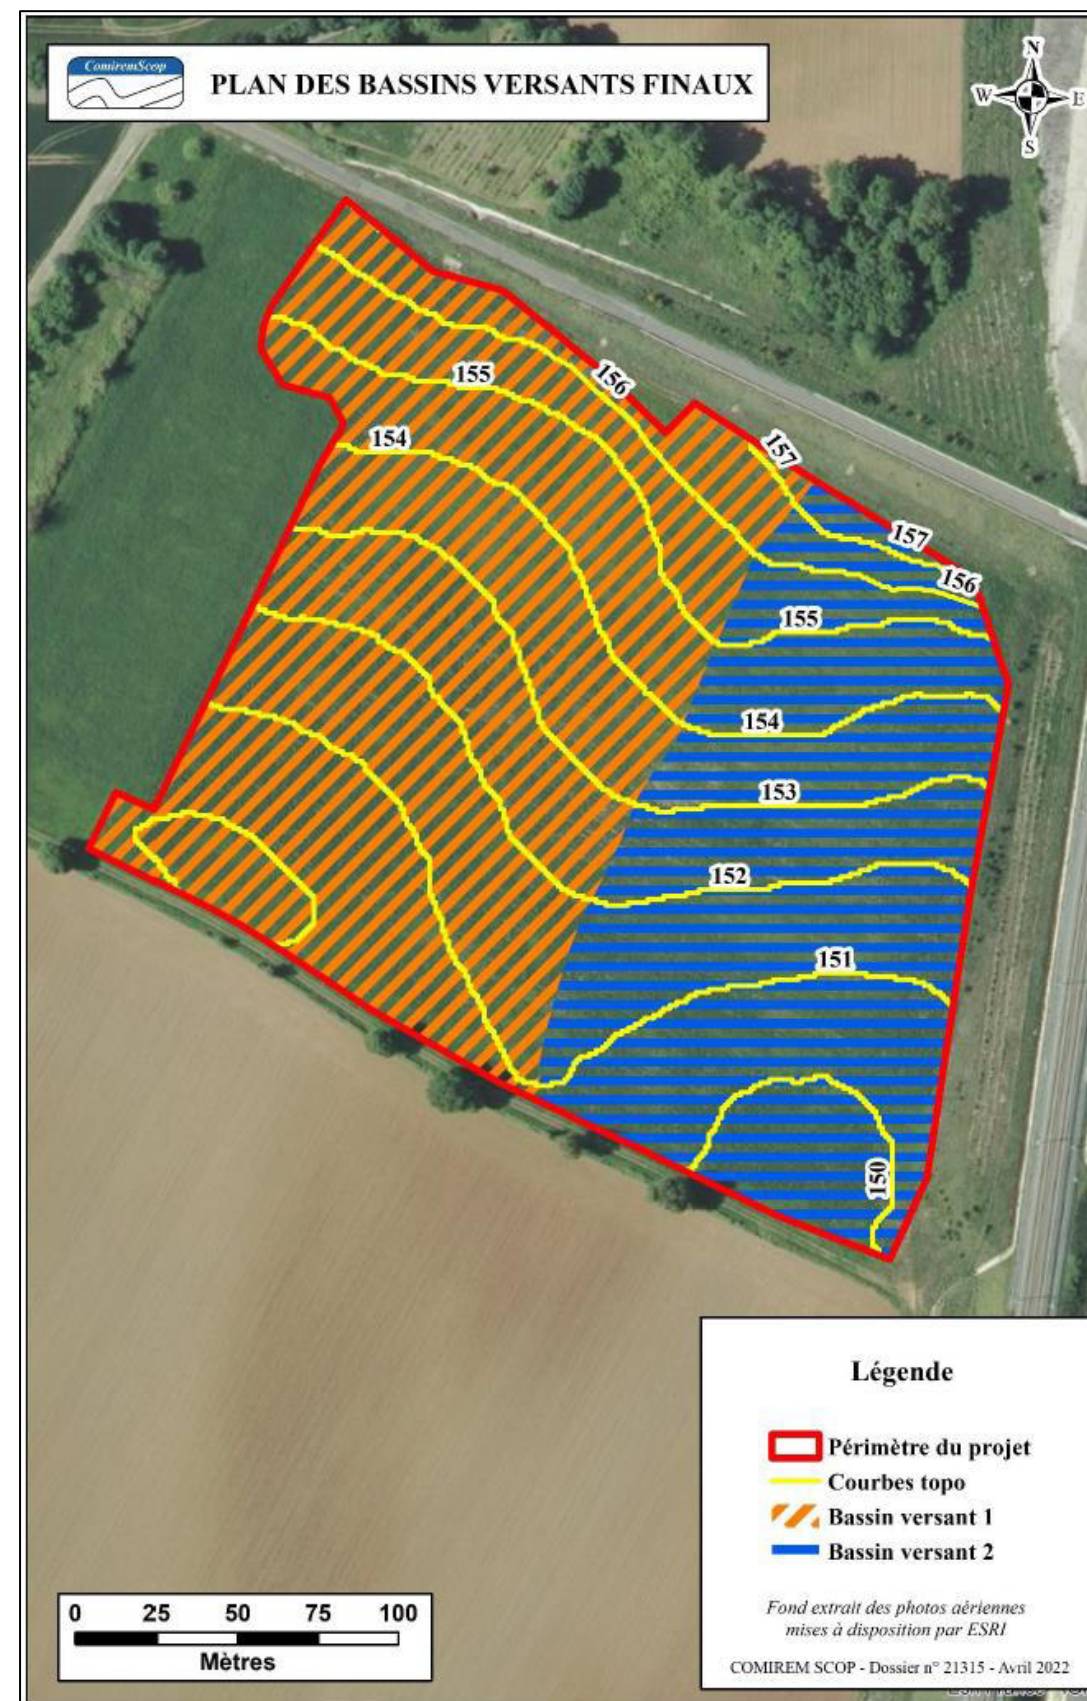 ComiremScop
PLAN DES BASSINS VERSANTS FINAUX
N
W E
S
156
155
157
154
157
156
155
154
153
152
151
150
Légende
Périmètre du projet
Courbes topo
Bassin versant 1
Bassin versant 2
Fond extrait des photos aériennes
mises à disposition par ESRI
COMIREM SCOP - Dossier n° 21315 - Avril 2022
0 25 50 75 100
Mètres